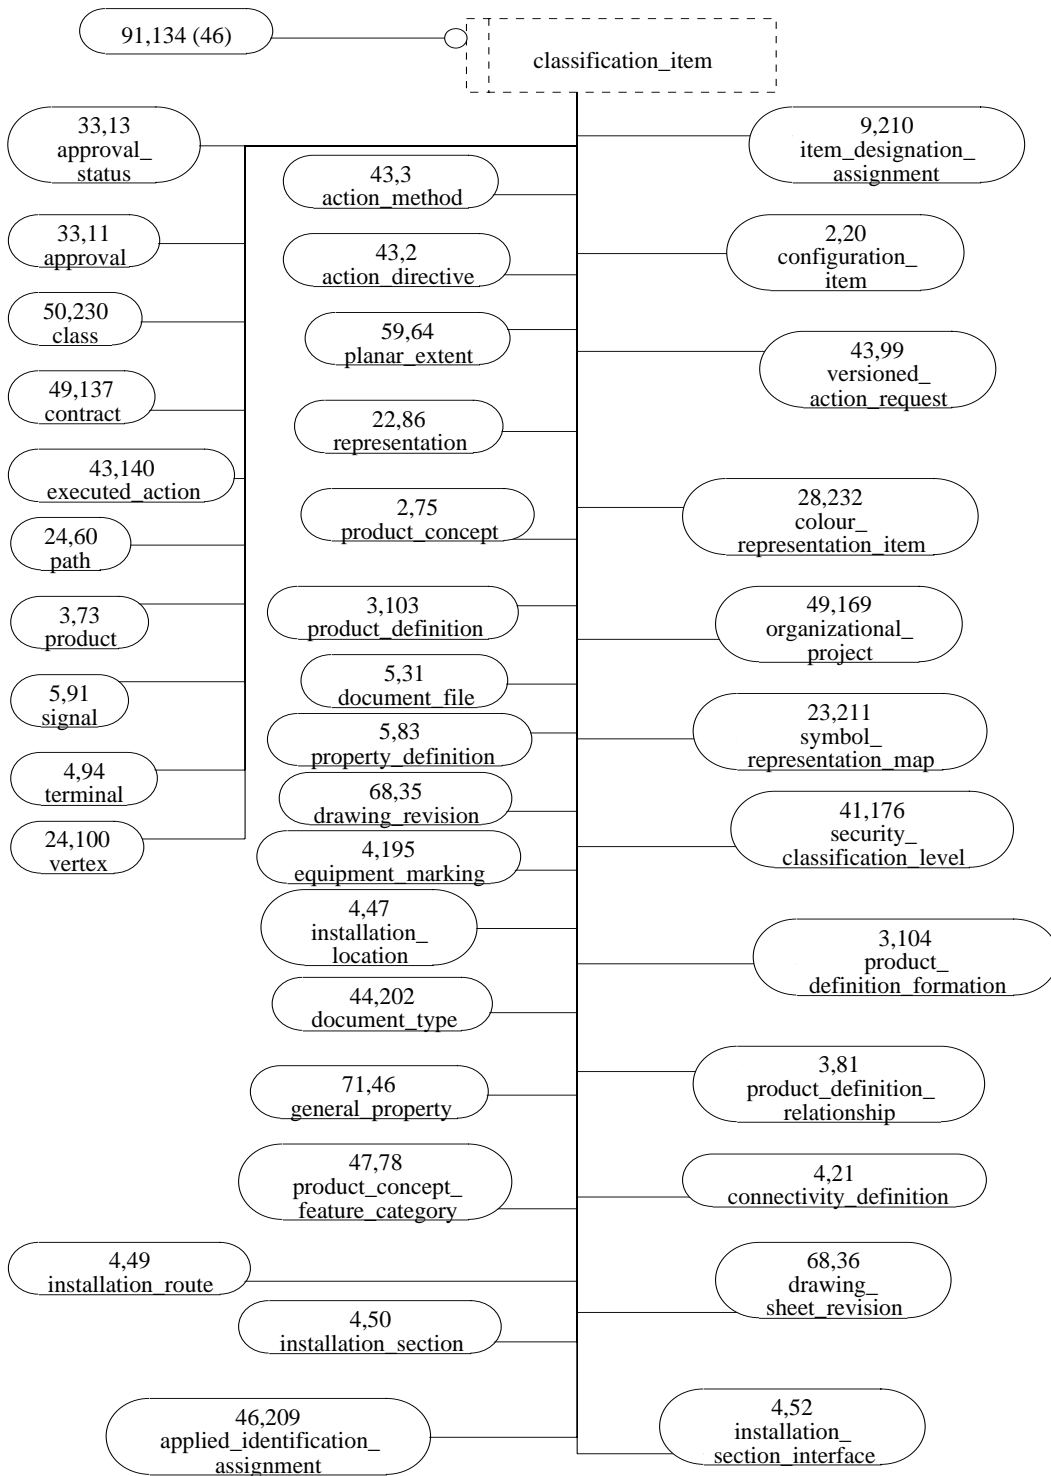 91,134 (46)
classification_item
33,13
approval_
status
9,210
item_designation_
assignment
43,3
action_method
33,11
approval
43,2
action_directive
2,20
configuration_
item
50,230
class
59,64
planar_extent
43,99
versioned_
action_request
49,137
contract
22,86
representation
43,140
executed_action
2,75
product_concept
28,232
colour_
representation_item
24,60
path
3,73
product
3,103
product_definition
49,169
organizational_
project
5,91
signal
5,31
document_file
5,83
property_definition
23,211
symbol_
representation_map
4,94
terminal
68,35
drawing_revision
24,100
vertex
4,195
equipment_marking
41,176
security_
classification_level
4,47
installation_
location
3,104
product_
definition_formation
44,202
document_type
71,46
general_property
3,81
product_definition_
relationship
47,78
product_concept_
feature_category
4,21
connectivity_definition
4,49
installation_route
68,36
drawing_
sheet_revision
4,50
installation_section
46,209
applied_identification_
assignment
4,52
installation_
section_interface